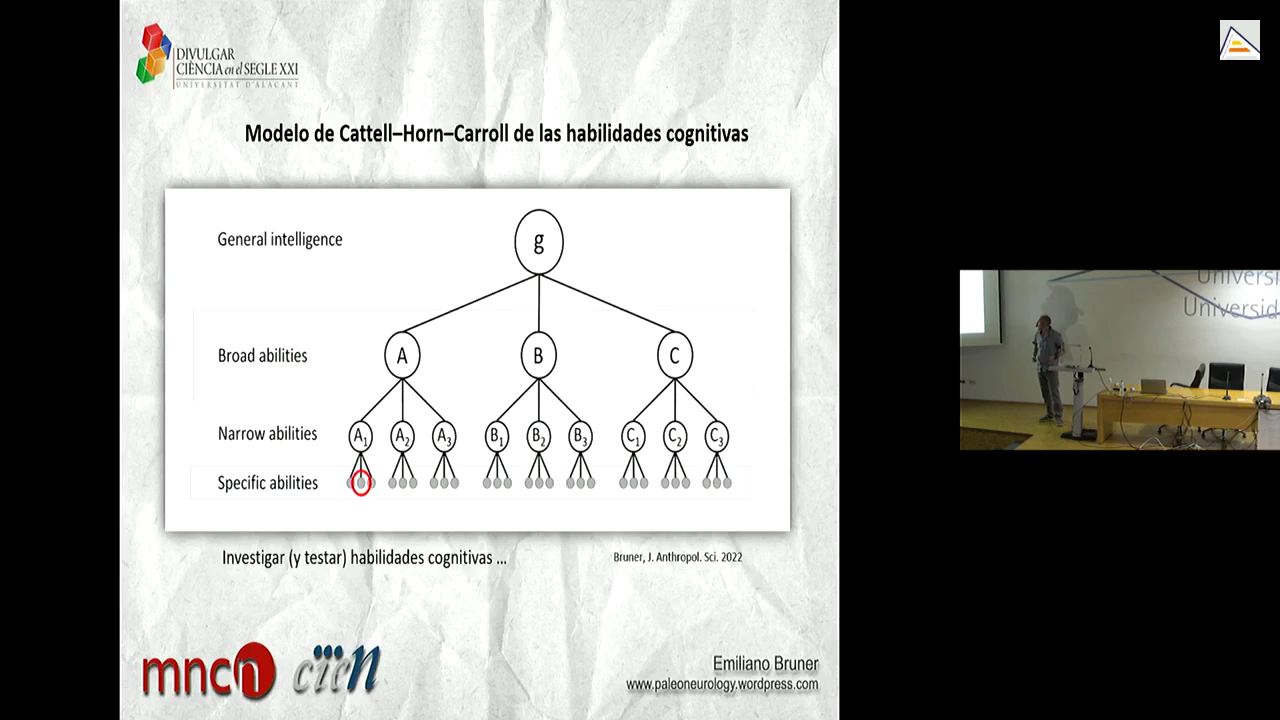 DIVULGAR
CIÈNCIA en el SEGLE XXI
UNIVERSITAT D'ALACANT
Modelo de Cattell–Horn–Carroll de las habilidades cognitivas
General intelligence
g
Broad abilities
A B C
Narrow abilities
A1 A2 A3 B1 B2 B3 C1 C2 C3
Specific abilities
Investigar (y testar) habilidades cognitivas ...
Bruner, J. Anthropol. Sci. 2022
mncn cien
Emiliano Bruner
www.paleoneurology.wordpress.com
Universi
Universid